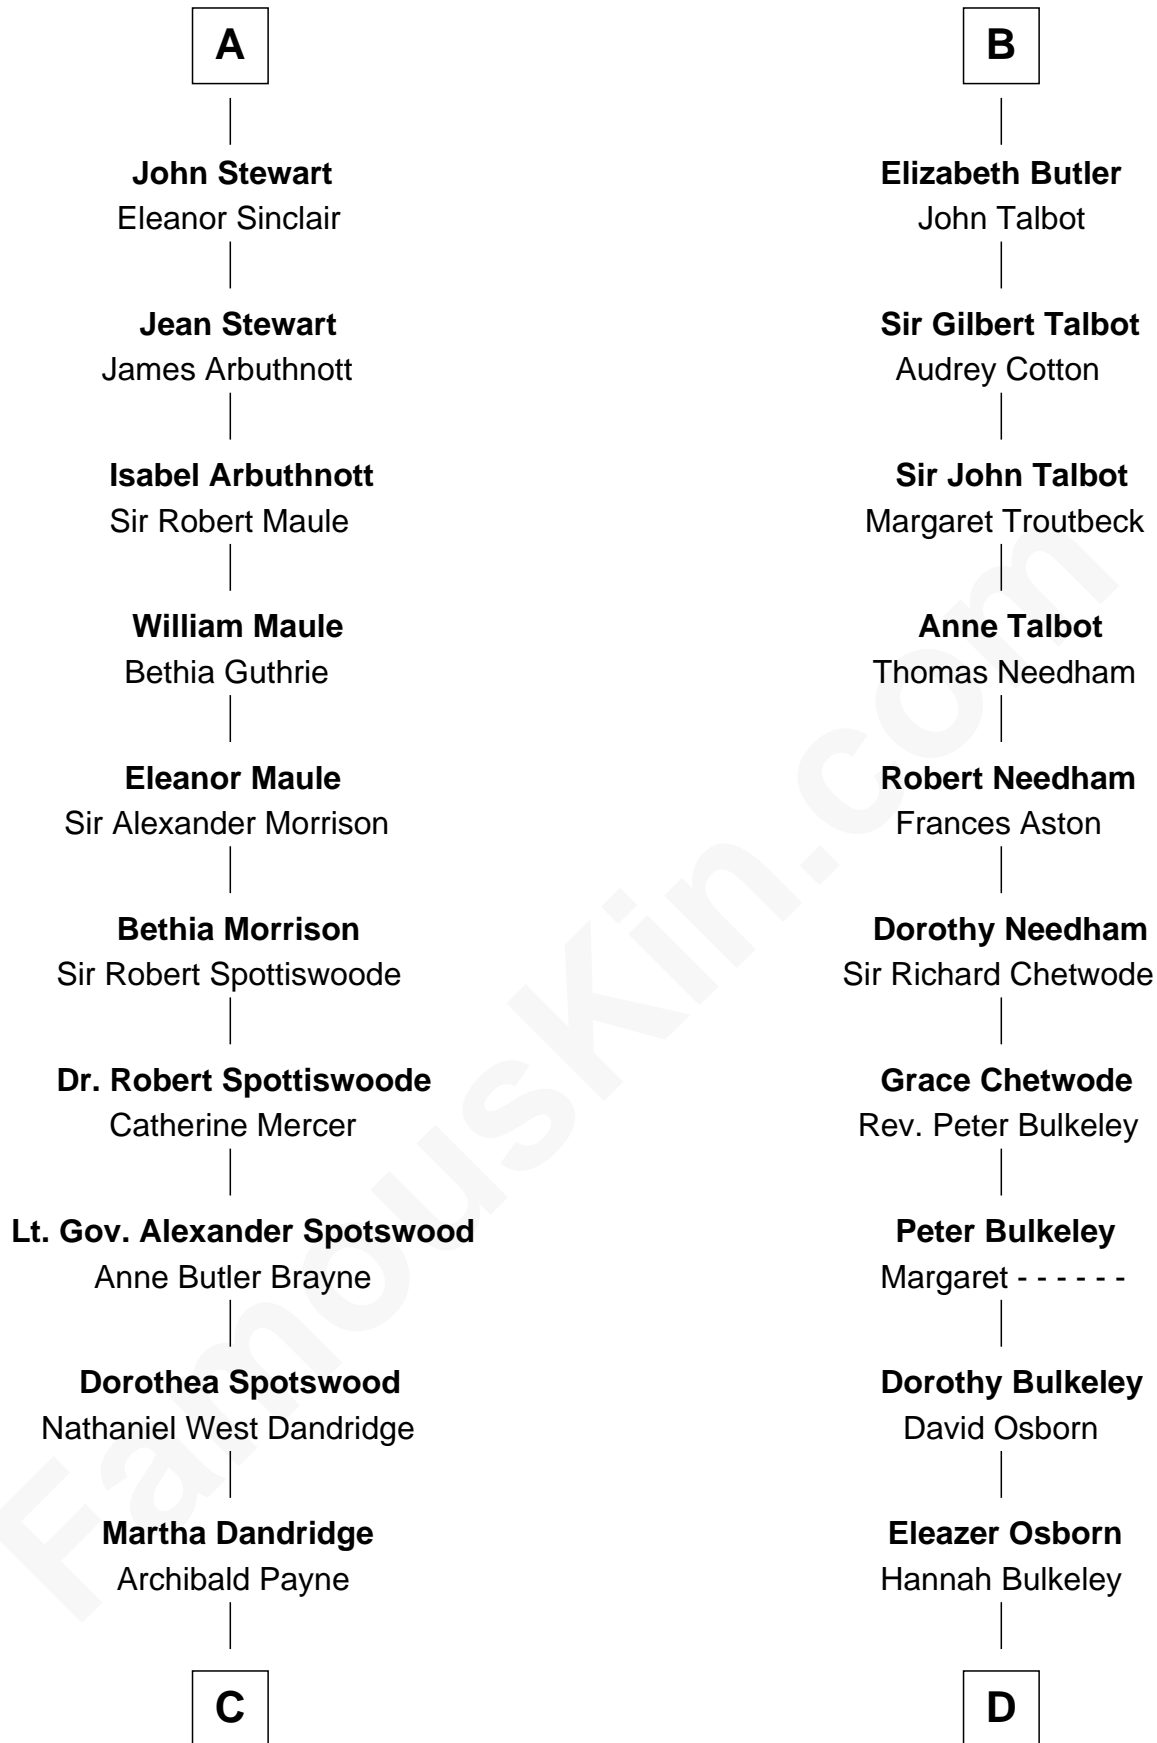 A
John Stewart
Eleanor Sinclair
Jean Stewart
James Arbuthnott
Isabel Arbuthnott
Sir Robert Maule
William Maule
Bethia Guthrie
Eleanor Maule
Sir Alexander Morrison
Bethia Morrison
Sir Robert Spottiswoode
Dr. Robert Spottiswoode
Catherine Mercer
Lt. Gov. Alexander Spotswood
Anne Butler Brayne
Dorothea Spotswood
Nathaniel West Dandridge
Martha Dandridge
Archibald Payne
C
B
Elizabeth Butler
John Talbot
Sir Gilbert Talbot
Audrey Cotton
Sir John Talbot
Margaret Troutbeck
Anne Talbot
Thomas Needham
Robert Needham
Frances Aston
Dorothy Needham
Sir Richard Chetwode
Grace Chetwode
Rev. Peter Bulkeley
Peter Bulkeley
Margaret - - - - - -
Dorothy Bulkeley
David Osborn
Eleazer Osborn
Hannah Bulkeley
D
FamousKin.com